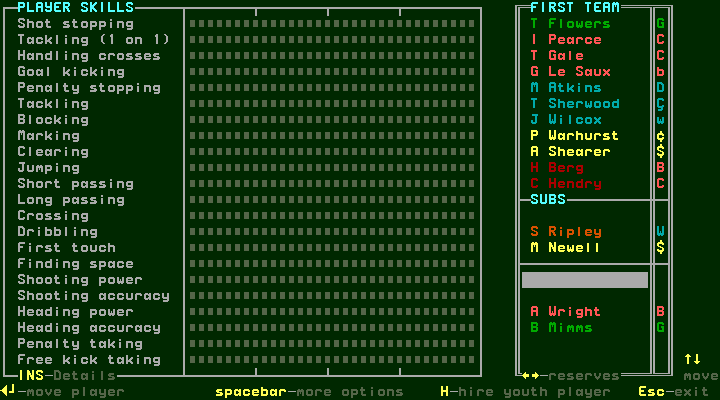 PLAYER SKILLS
Shot stopping
Tackling (1 on 1)
Handling crosses
Goal kicking
Penalty stopping
Tackling
Blocking
Marking
Clearing
Jumping
Short passing
Long passing
Crossing
Dribbling
First touch
Finding space
Shooting power
Shooting accuracy
Heading power
Heading accuracy
Penalty taking
Free kick taking
INS-Details
FIRST TEAM
T Flowers G
I Pearce C
T Gale C
G Le Saux b
M Atkins D
T Sherwood Ç
J Wilcox w
P Warhurst ¢
A Shearer $
H Berg B
C Hendry C
SUBS
S Ripley W
M Newell $
A Wright B
B Mimms G
↔-reserves
↑↓
↵-move player
spacebar-more options
H-hire youth player
move
Esc-exit